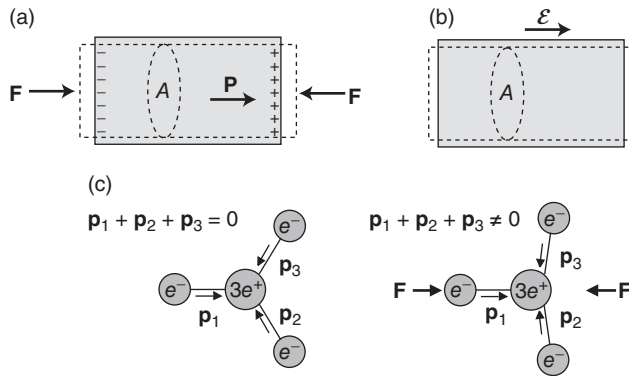 (a)
F
A
P
F
− − − − − − −
+ + + + + + + +
(b)
ℰ
A
(c)
p₁ + p₂ + p₃ = 0
e⁻
p₃
e⁻
3e⁺
p₁
p₂
e⁻
p₁ + p₂ + p₃ ≠ 0
e⁻
p₃
F
e⁻
3e⁺
F
p₁
p₂
e⁻